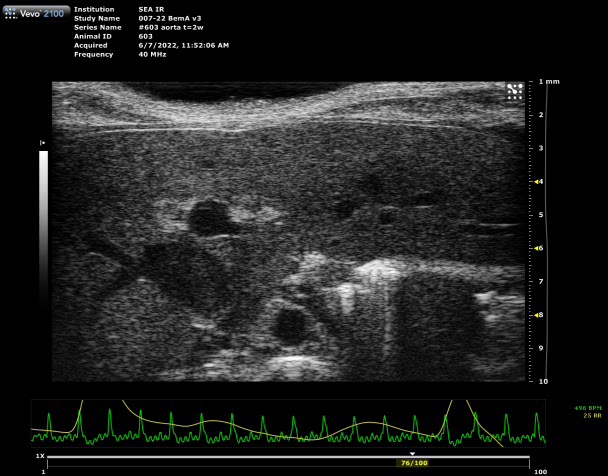 Vevo 2100
Institution SEA IR
Study Name 007-22 BemA v3
Series Name #603 aorta t=2w
Animal ID 603
Acquired 6/7/2022, 11:52:06 AM
Frequency 40 MHz
1 mm
2
3
4
5
6
7
8
9
10
496 BPM
25 RR
1X
76/100
1 100